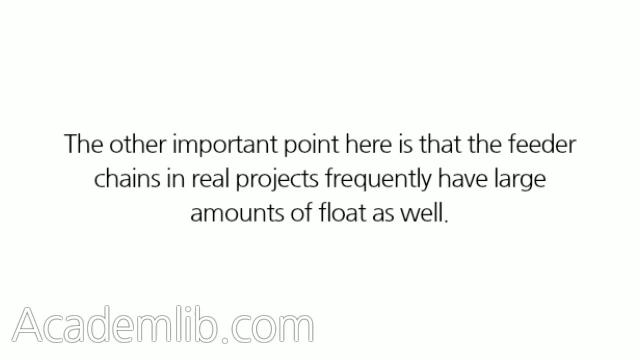 The other important point here is that the feeder
chains in real projects frequently have large
amounts of float as well.
Academlib.com